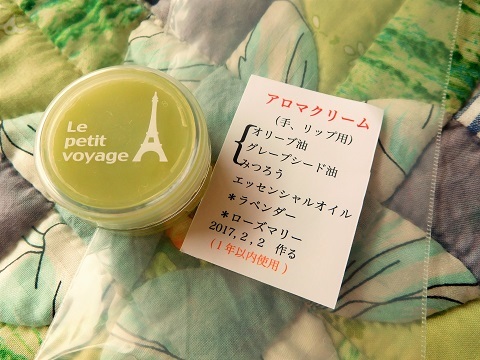 Le
petit
voyage
アロマクリーム
(手、リップ用)
オリーブ油
グレープシード油
みつろう
エッセンシャルオイル
*ラベンダー
*ローズマリー
2017,2,2 作る
(1年以内使用)